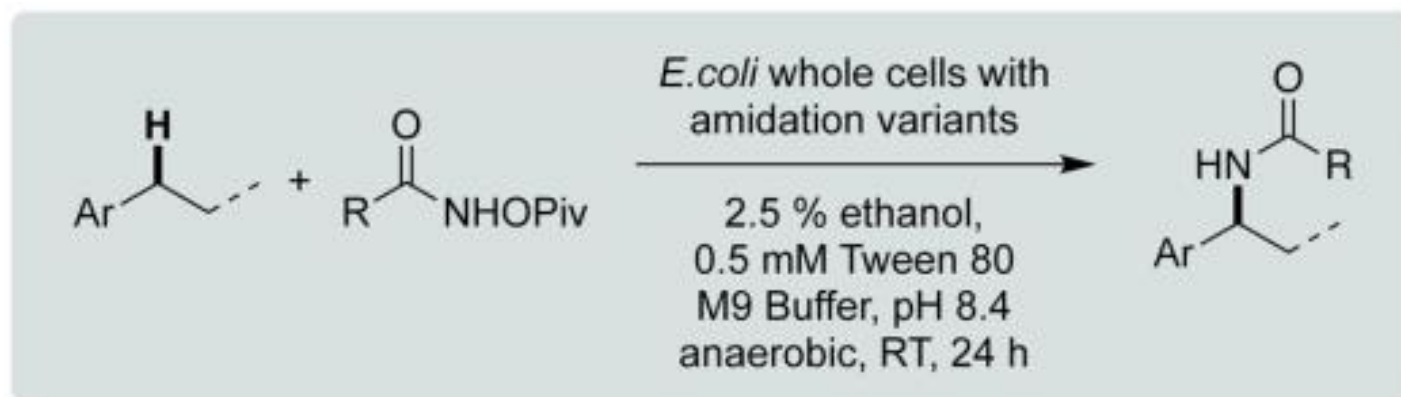 H
Ar
+
O
R
NHOPiv
E.coli whole cells with
amidation variants
2.5 % ethanol,
0.5 mM Tween 80
M9 Buffer, pH 8.4
anaerobic, RT, 24 h
O
HN
R
Ar